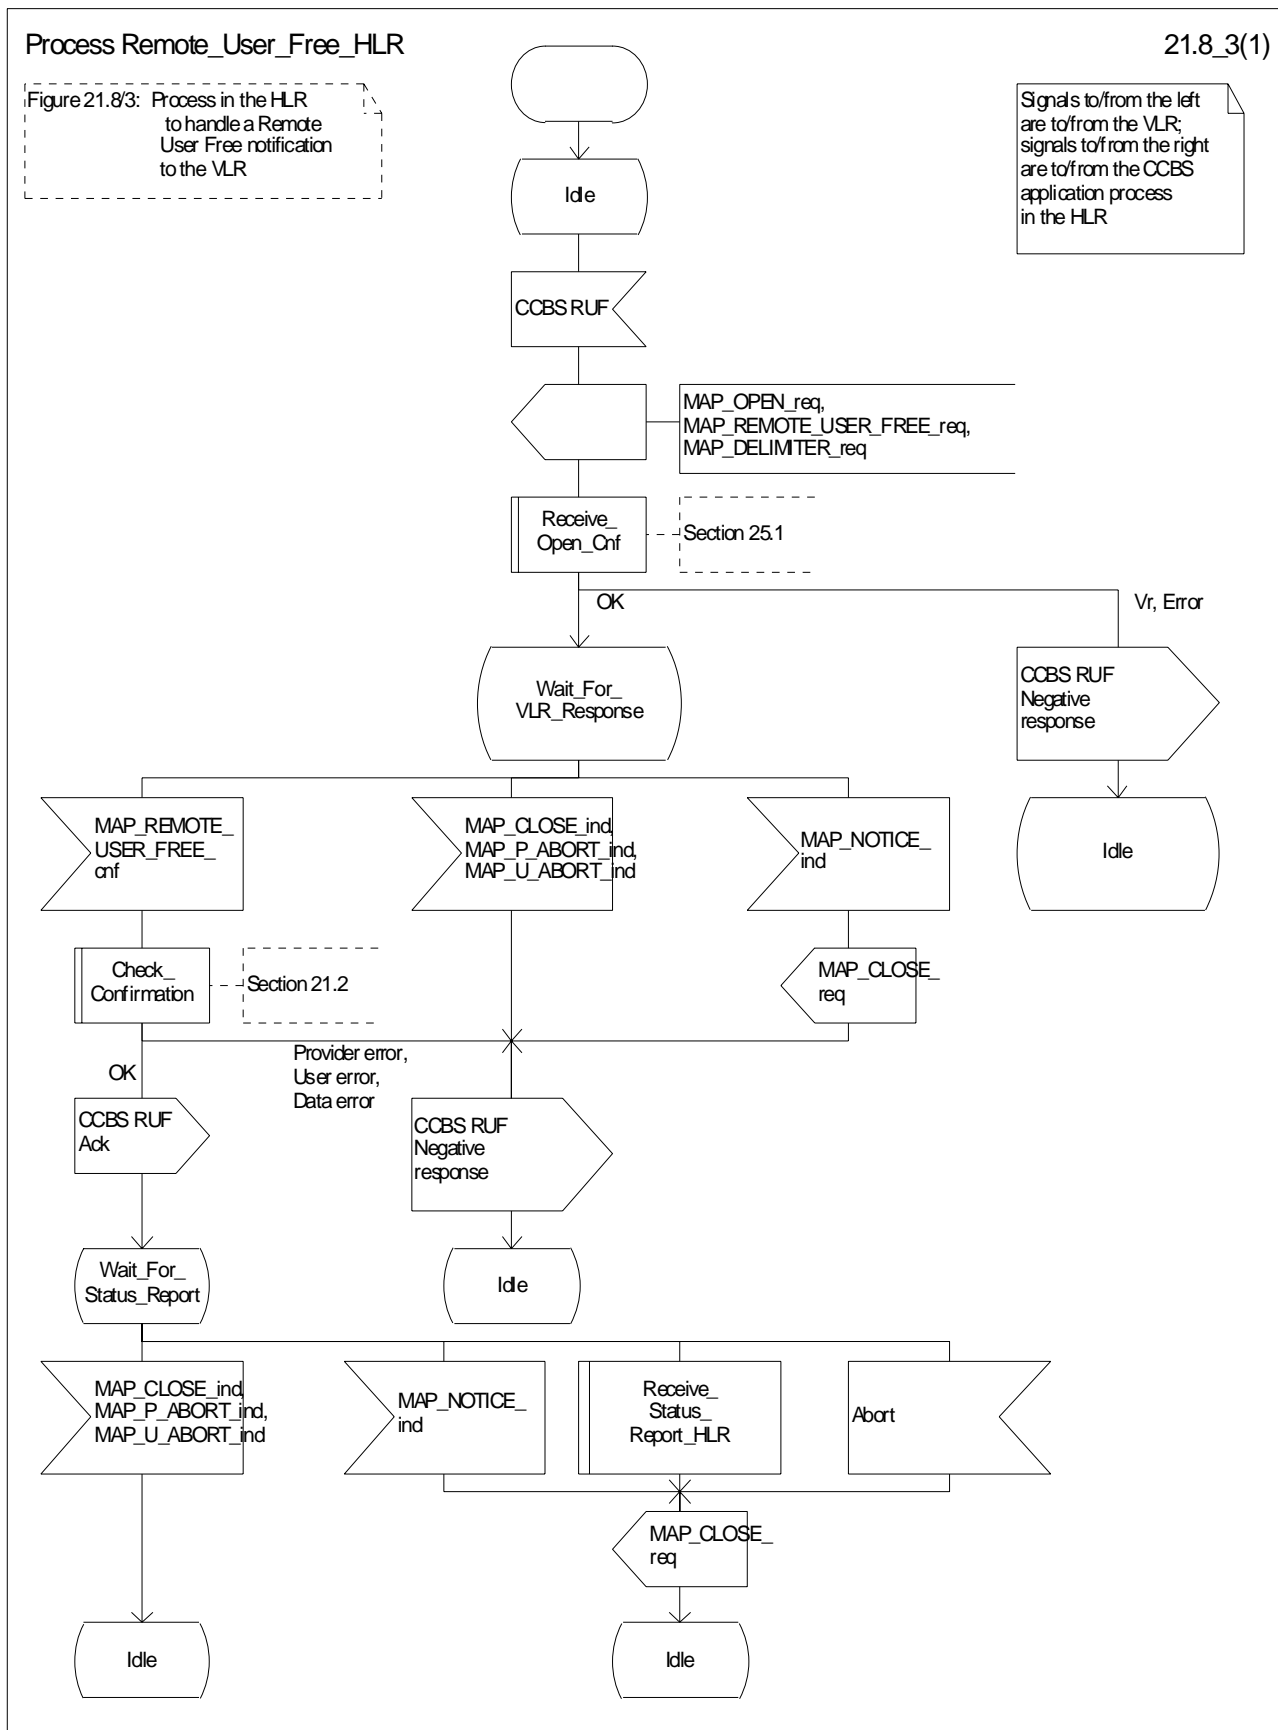 Process Remote_User_Free_HLR
21.8_3(1)
Figure 21.8/3: Process in the HLR
to handle a Remote
User Free notification
to the VLR
Signals to/from the left
are to/from the VLR;
signals to/from the right
are to/from the CCBS
application process
in the HLR
Idle
CCBS RUF
MAP_OPEN_req,
MAP_REMOTE_USER_FREE_req,
MAP_DELIMITER_req
Receive_
Open_Cnf
Section 25.1
OK
Vr, Error
Wait_For_
VLR_Response
CCBS RUF
Negative
response
MAP_REMOTE_
USER_FREE_
cnf
MAP_CLOSE_ind,
MAP_P_ABORT_ind,
MAP_U_ABORT_ind
MAP_NOTICE_
ind
Idle
Check_
Confirmation
Section 21.2
MAP_CLOSE_
req
OK
Provider error,
User error,
Data error
CCBS RUF
Ack
CCBS RUF
Negative
response
Wait_For_
Status_Report
Idle
MAP_CLOSE_ind,
MAP_P_ABORT_ind,
MAP_U_ABORT_ind
MAP_NOTICE_
ind
Receive_
Status_
Report_HLR
Abort
MAP_CLOSE_
req
Idle
Idle